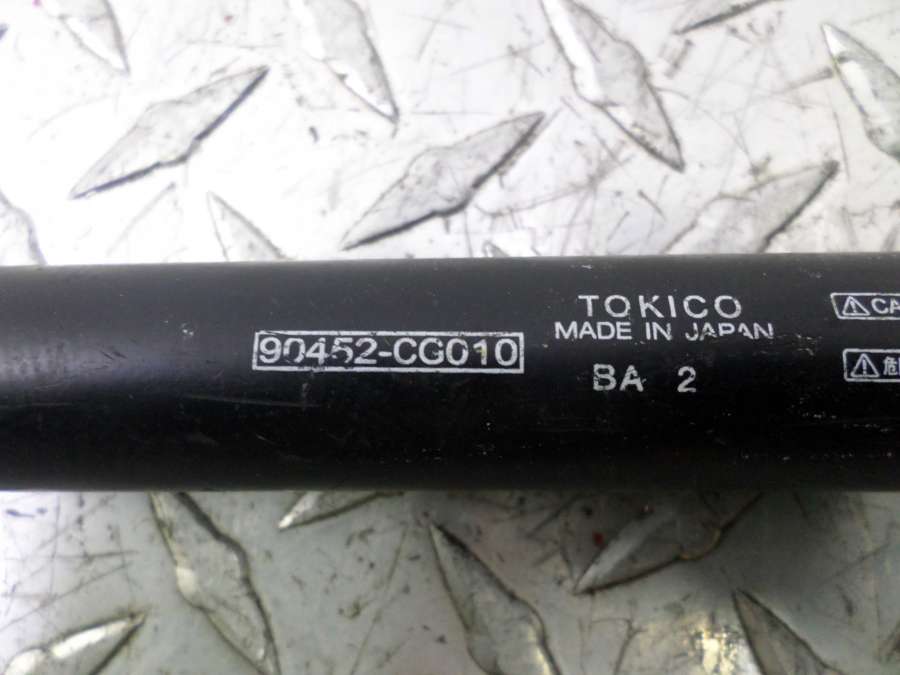 90452-CG010
TOKICO
MADE IN JAPAN
BA 2
⚠CA
⚠危